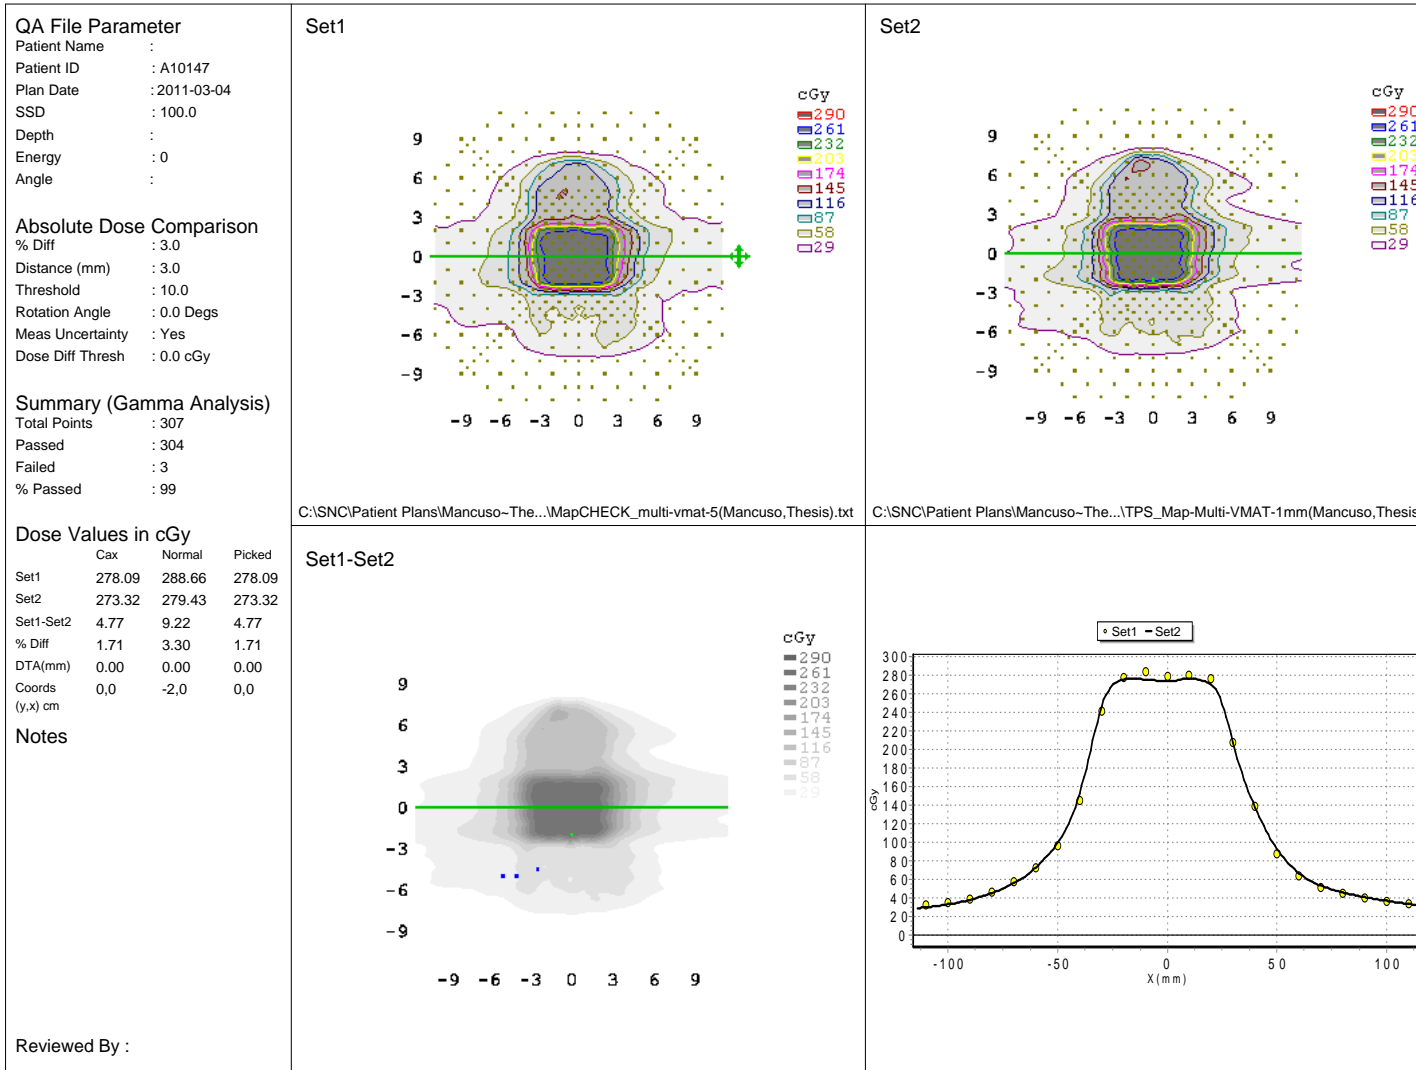 QA File Parameter
Patient Name :
Patient ID : A10147
Plan Date : 2011-03-04
SSD : 100.0
Depth :
Energy : 0
Angle :
Absolute Dose Comparison
% Diff : 3.0
Distance (mm) : 3.0
Threshold : 10.0
Rotation Angle : 0.0 Degs
Meas Uncertainty : Yes
Dose Diff Thresh : 0.0 cGy
Summary (Gamma Analysis)
Total Points : 307
Passed : 304
Failed : 3
% Passed : 99
Dose Values in cGy
Cax Normal Picked
Set1 278.09 288.66 278.09
Set2 273.32 279.43 273.32
Set1-Set2 4.77 9.22 4.77
% Diff 1.71 3.30 1.71
DTA(mm) 0.00 0.00 0.00
Coords 0,0 -2,0 0,0
(y,x) cm
Notes
Reviewed By :
Set1
cGy
290
261
232
203
174
145
116
87
58
29
9
6
3
0
-3
-6
-9
-9 -6 -3 0 3 6 9
C:\SNC\Patient Plans\Mancuso~The...\MapCHECK_multi-vmat-5(Mancuso,Thesis).txt
Set2
cGy
290
261
232
203
174
145
116
87
58
29
9
6
3
0
-3
-6
-9
-9 -6 -3 0 3 6 9
C:\SNC\Patient Plans\Mancuso~The...\TPS_Map-Multi-VMAT-1mm(Mancuso,Thesis
Set1-Set2
cGy
290
261
232
203
174
145
116
87
58
29
9
6
3
0
-3
-6
-9
-9 -6 -3 0 3 6 9
Set1 Set2
300
280
260
240
220
200
180
160
140
120
100
80
60
40
20
0
cGy
-100 -50 0 50 100
X(mm)